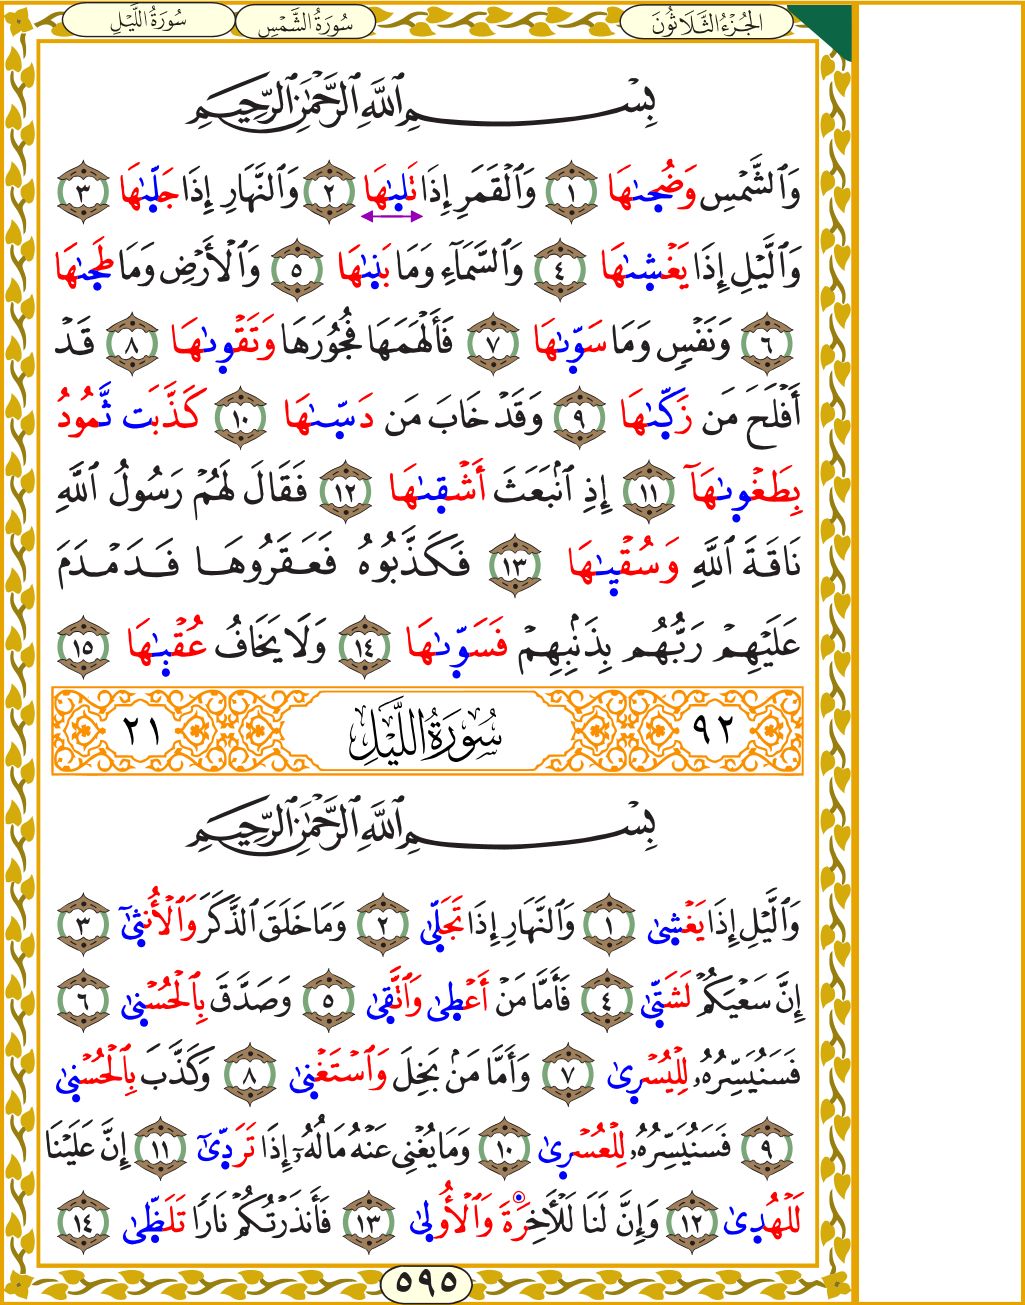 الجُزْءُ الثَّلَاثُونَ سُورَةُ الشَّمْسِ سُورَةُ اللَّيْلِ
بِسْمِ ٱللَّهِ ٱلرَّحْمَٰنِ ٱلرَّحِيمِ
وَٱلشَّمْسِ وَضُحَىٰهَا ١ وَٱلْقَمَرِ إِذَا تَلَىٰهَا ٢ وَٱلنَّهَارِ إِذَا جَلَّىٰهَا ٣
وَٱلَّيْلِ إِذَا يَغْشَىٰهَا ٤ وَٱلسَّمَآءِ وَمَا بَنَىٰهَا ٥ وَٱلْأَرْضِ وَمَا طَحَىٰهَا
٦ وَنَفْسٍ وَمَا سَوَّىٰهَا ٧ فَأَلْهَمَهَا فُجُورَهَا وَتَقْوَىٰهَا ٨ قَدْ
أَفْلَحَ مَن زَكَّىٰهَا ٩ وَقَدْ خَابَ مَن دَسَّىٰهَا ١٠ كَذَّبَت ثَّمُودُ
بِطَغْوَىٰهَآ ١١ إِذِ ٱنۢبَعَثَ أَشْقَىٰهَا ١٢ فَقَالَ لَهُمْ رَسُولُ ٱللَّهِ
نَاقَةَ ٱللَّهِ وَسُقْيَىٰهَا ١٣ فَكَذَّبُوهُ فَعَقَرُوهَا فَدَمْدَمَ
عَلَيْهِمْ رَبُّهُم بِذَنۢبِهِمْ فَسَوَّىٰهَا ١٤ وَلَا يَخَافُ عُقْبَىٰهَا ١٥
٩٢ سُورَةُ اللَّيْلِ ٢١
بِسْمِ ٱللَّهِ ٱلرَّحْمَٰنِ ٱلرَّحِيمِ
وَٱلَّيْلِ إِذَا يَغْشَىٰ ١ وَٱلنَّهَارِ إِذَا تَجَلَّىٰ ٢ وَمَا خَلَقَ ٱلذَّكَرَ وَٱلْأُنثَىٰٓ ٣
إِنَّ سَعْيَكُمْ لَشَتَّىٰ ٤ فَأَمَّا مَنْ أَعْطَىٰ وَٱتَّقَىٰ ٥ وَصَدَّقَ بِٱلْحُسْنَىٰ ٦
فَسَنُيَسِّرُهُۥ لِلْيُسْرَىٰ ٧ وَأَمَّا مَنۢ بَخِلَ وَٱسْتَغْنَىٰ ٨ وَكَذَّبَ بِٱلْحُسْنَىٰ
٩ فَسَنُيَسِّرُهُۥ لِلْعُسْرَىٰ ١٠ وَمَا يُغْنِى عَنْهُ مَالُهُۥٓ إِذَا تَرَدَّىٰٓ ١١ إِنَّ عَلَيْنَا
لَلْهُدَىٰ ١٢ وَإِنَّ لَنَا لَلْأَخِرَةَ وَٱلْأُولَىٰ ١٣ فَأَنذَرْتُكُمْ نَارًا تَلَظَّىٰ ١٤
٥٩٥